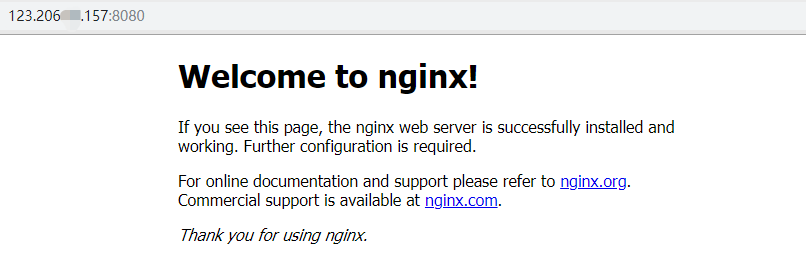 123.206 .157:8080
Welcome to nginx!
If you see this page, the nginx web server is successfully installed and
working. Further configuration is required.
For online documentation and support please refer to nginx.org.
Commercial support is available at nginx.com.
Thank you for using nginx.